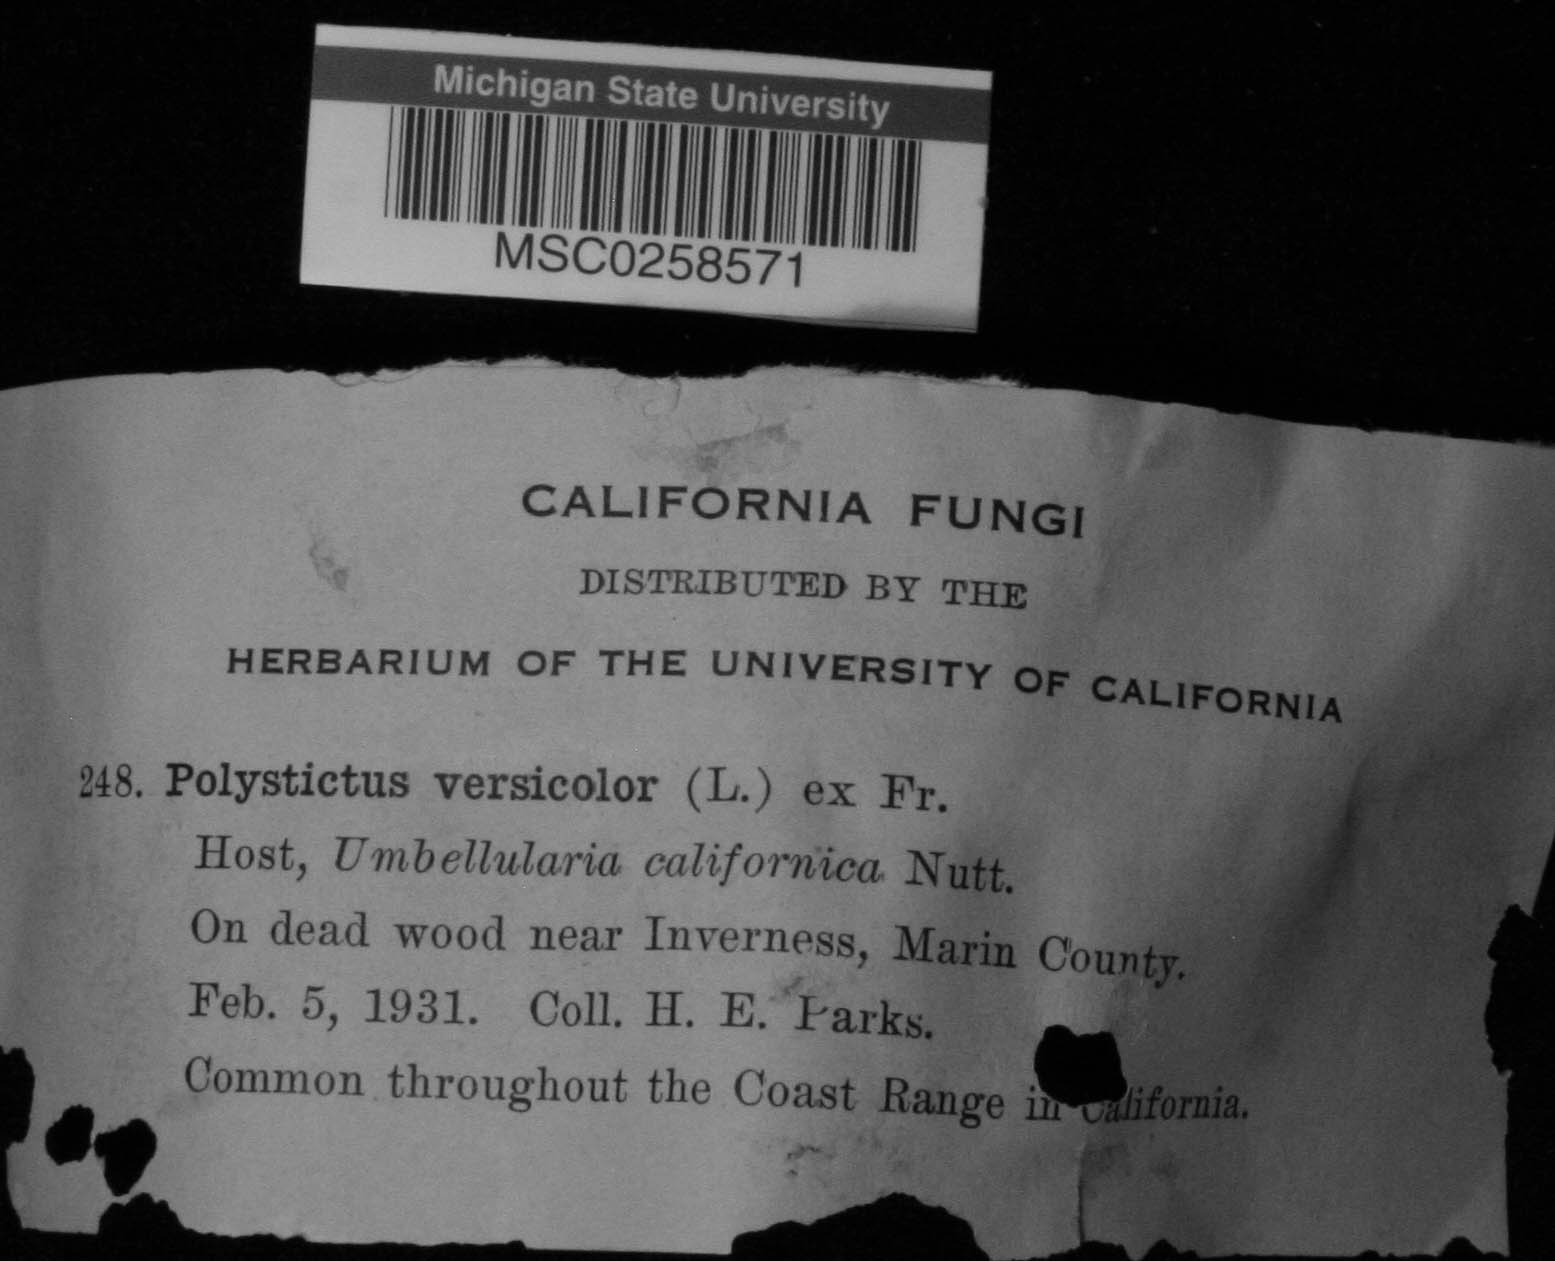 Michigan State University
MSC0258571
CALIFORNIA FUNGI
DISTRIBUTED BY THE
HERBARIUM OF THE UNIVERSITY OF CALIFORNIA
248. Polystictus versicolor (L.) ex Fr.
Host, Umbellularia californica Nutt.
On dead wood near Inverness, Marin County.
Feb. 5, 1931. Coll. H. E. Parks.
Common throughout the Coast Range in California.